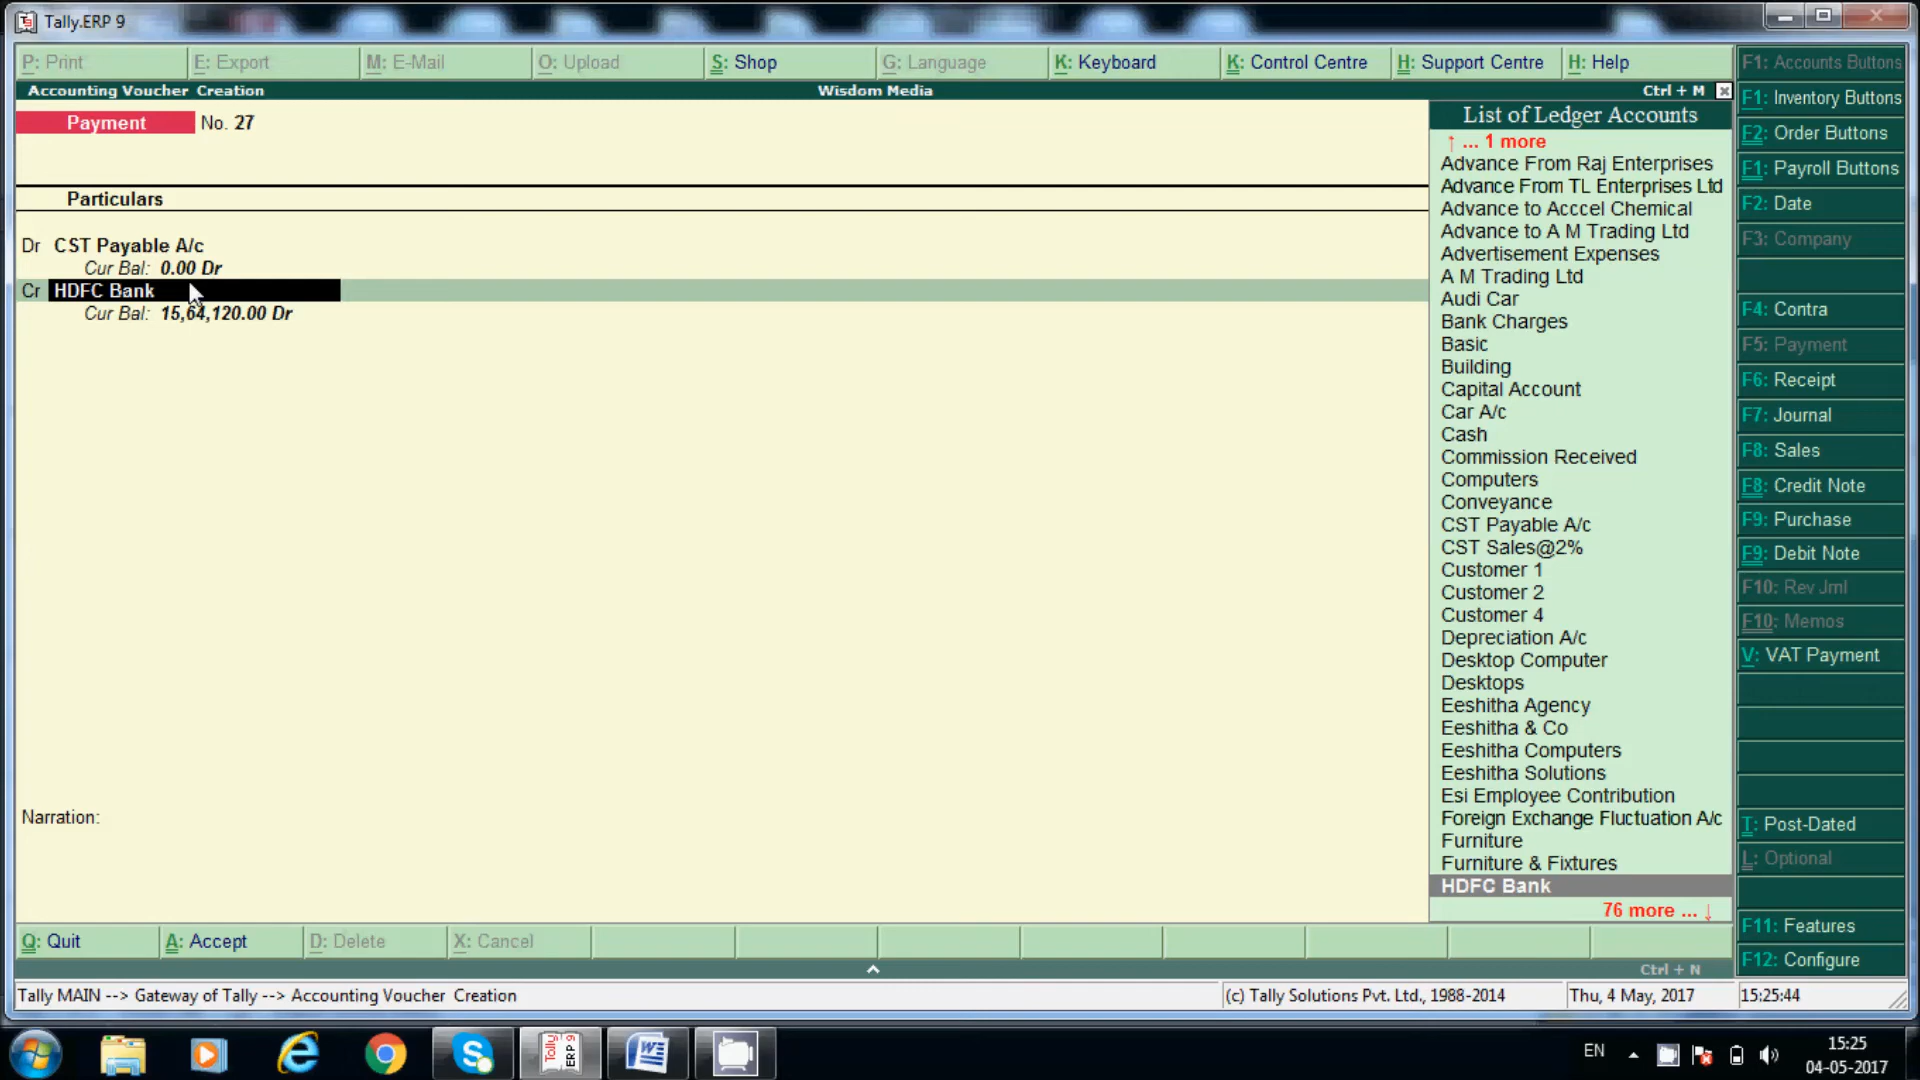 Tally.ERP 9
P: Print E: Export M: E-Mail O: Upload S: Shop G: Language K: Keyboard K: Control Centre H: Support Centre H: Help
Accounting Voucher Creation Wisdom Media Ctrl + M
Payment No. 27
Particulars
Dr CST Payable A/c
Cur Bal: 0.00 Dr
Cr HDFC Bank
Cur Bal: 15,64,120.00 Dr
Narration:
List of Ledger Accounts
↑ ... 1 more
Advance From Raj Enterprises
Advance From TL Enterprises Ltd
Advance to Acccel Chemical
Advance to A M Trading Ltd
Advertisement Expenses
A M Trading Ltd
Audi Car
Bank Charges
Basic
Building
Capital Account
Car A/c
Cash
Commission Received
Computers
Conveyance
CST Payable A/c
CST Sales@2%
Customer 1
Customer 2
Customer 4
Depreciation A/c
Desktop Computer
Desktops
Eeshitha Agency
Eeshitha & Co
Eeshitha Computers
Eeshitha Solutions
Esi Employee Contribution
Foreign Exchange Fluctuation A/c
Furniture
Furniture & Fixtures
HDFC Bank
76 more ... ↓
F1: Accounts Buttons
F1: Inventory Buttons
F2: Order Buttons
F1: Payroll Buttons
F2: Date
F3: Company
F4: Contra
F5: Payment
F6: Receipt
F7: Journal
F8: Sales
F8: Credit Note
F9: Purchase
F9: Debit Note
F10: Rev Jrnl
F10: Memos
V: VAT Payment
T: Post-Dated
L: Optional
F11: Features
F12: Configure
Q: Quit A: Accept D: Delete X: Cancel
Ctrl + N
Tally MAIN --> Gateway of Tally --> Accounting Voucher Creation (c) Tally Solutions Pvt. Ltd., 1988-2014 Thu, 4 May, 2017 15:25:44
Tally ERP 9
EN 15:25
04-05-2017